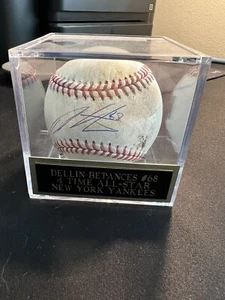 DELLIN BETANCES #68
4 TIME ALL-STAR
NEW YORK YANKEES